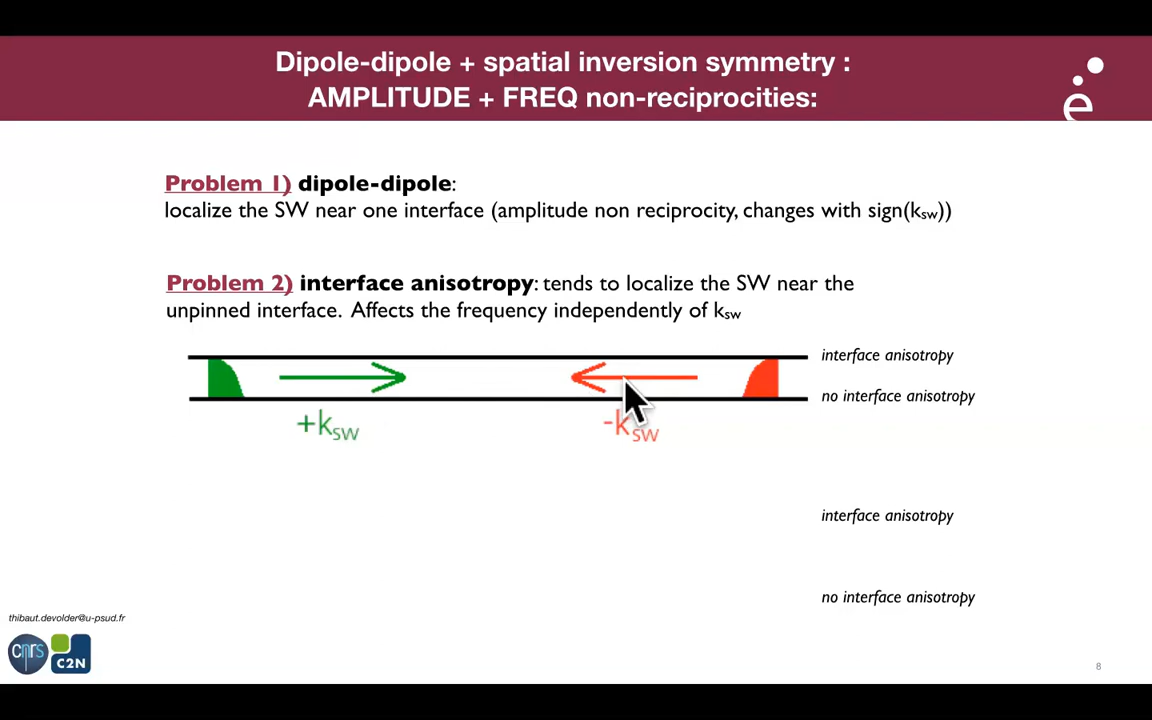 Dipole-dipole + spatial inversion symmetry :
AMPLITUDE + FREQ non-reciprocities:
Problem 1) dipole-dipole:
localize the SW near one interface (amplitude non reciprocity, changes with sign(ksw))
Problem 2) interface anisotropy: tends to localize the SW near the
unpinned interface. Affects the frequency independently of ksw
interface anisotropy
no interface anisotropy
+kSW
-kSW
interface anisotropy
no interface anisotropy
thibaut.devolder@u-psud.fr
cnrs
C2N
8